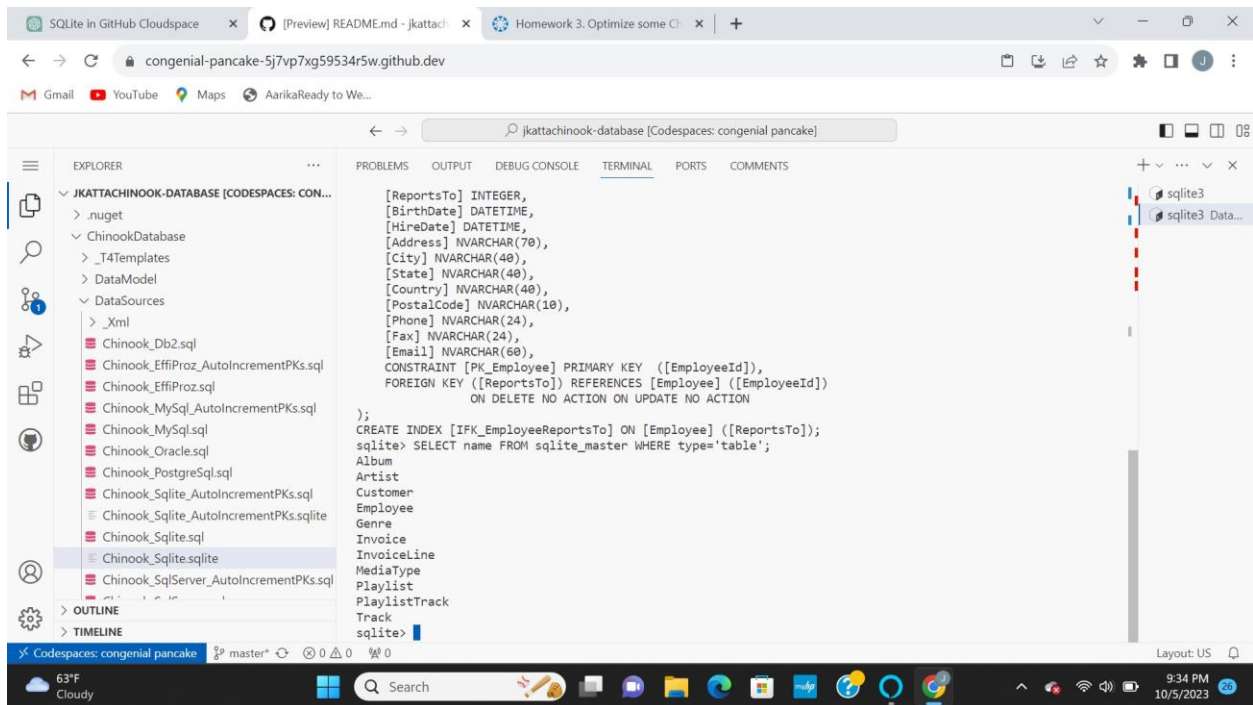 SQLite in GitHub Cloudspace
[Preview] README.md - jkattach
Homework 3. Optimize some Ch
congenial-pancake-5j7vp7xg59534r5w.github.dev
J
Gmail YouTube Maps AarikaReady to We...
jkattachinook-database [Codespaces: congenial pancake]
EXPLORER
JKATTACHINOOK-DATABASE [CODESPACES: CON...
.nuget
ChinookDatabase
_T4Templates
DataModel
DataSources
_Xml
Chinook_Db2.sql
Chinook_EffiProz_AutoIncrementPKs.sql
Chinook_EffiProz.sql
Chinook_MySql_AutoIncrementPKs.sql
Chinook_MySql.sql
Chinook_Oracle.sql
Chinook_PostgreSql.sql
Chinook_Sqlite_AutoIncrementPKs.sql
Chinook_Sqlite_AutoIncrementPKs.sqlite
Chinook_Sqlite.sql
Chinook_Sqlite.sqlite
Chinook_SqlServer_AutoIncrementPKs.sql
OUTLINE
TIMELINE
1
PROBLEMS OUTPUT DEBUG CONSOLE TERMINAL PORTS COMMENTS
[ReportsTo] INTEGER,
[BirthDate] DATETIME,
[HireDate] DATETIME,
[Address] NVARCHAR(70),
[City] NVARCHAR(40),
[State] NVARCHAR(40),
[Country] NVARCHAR(40),
[PostalCode] NVARCHAR(10),
[Phone] NVARCHAR(24),
[Fax] NVARCHAR(24),
[Email] NVARCHAR(60),
CONSTRAINT [PK_Employee] PRIMARY KEY ([EmployeeId]),
FOREIGN KEY ([ReportsTo]) REFERENCES [Employee] ([EmployeeId])
ON DELETE NO ACTION ON UPDATE NO ACTION
);
CREATE INDEX [IFK_EmployeeReportsTo] ON [Employee] ([ReportsTo]);
sqlite> SELECT name FROM sqlite_master WHERE type='table';
Album
Artist
Customer
Employee
Genre
Invoice
InvoiceLine
MediaType
Playlist
PlaylistTrack
Track
sqlite>
sqlite3
sqlite3 Data...
Codespaces: congenial pancake master* 0 0 0 Layout: US
63°F
Cloudy
Search
myhp
9:34 PM
10/5/2023
26